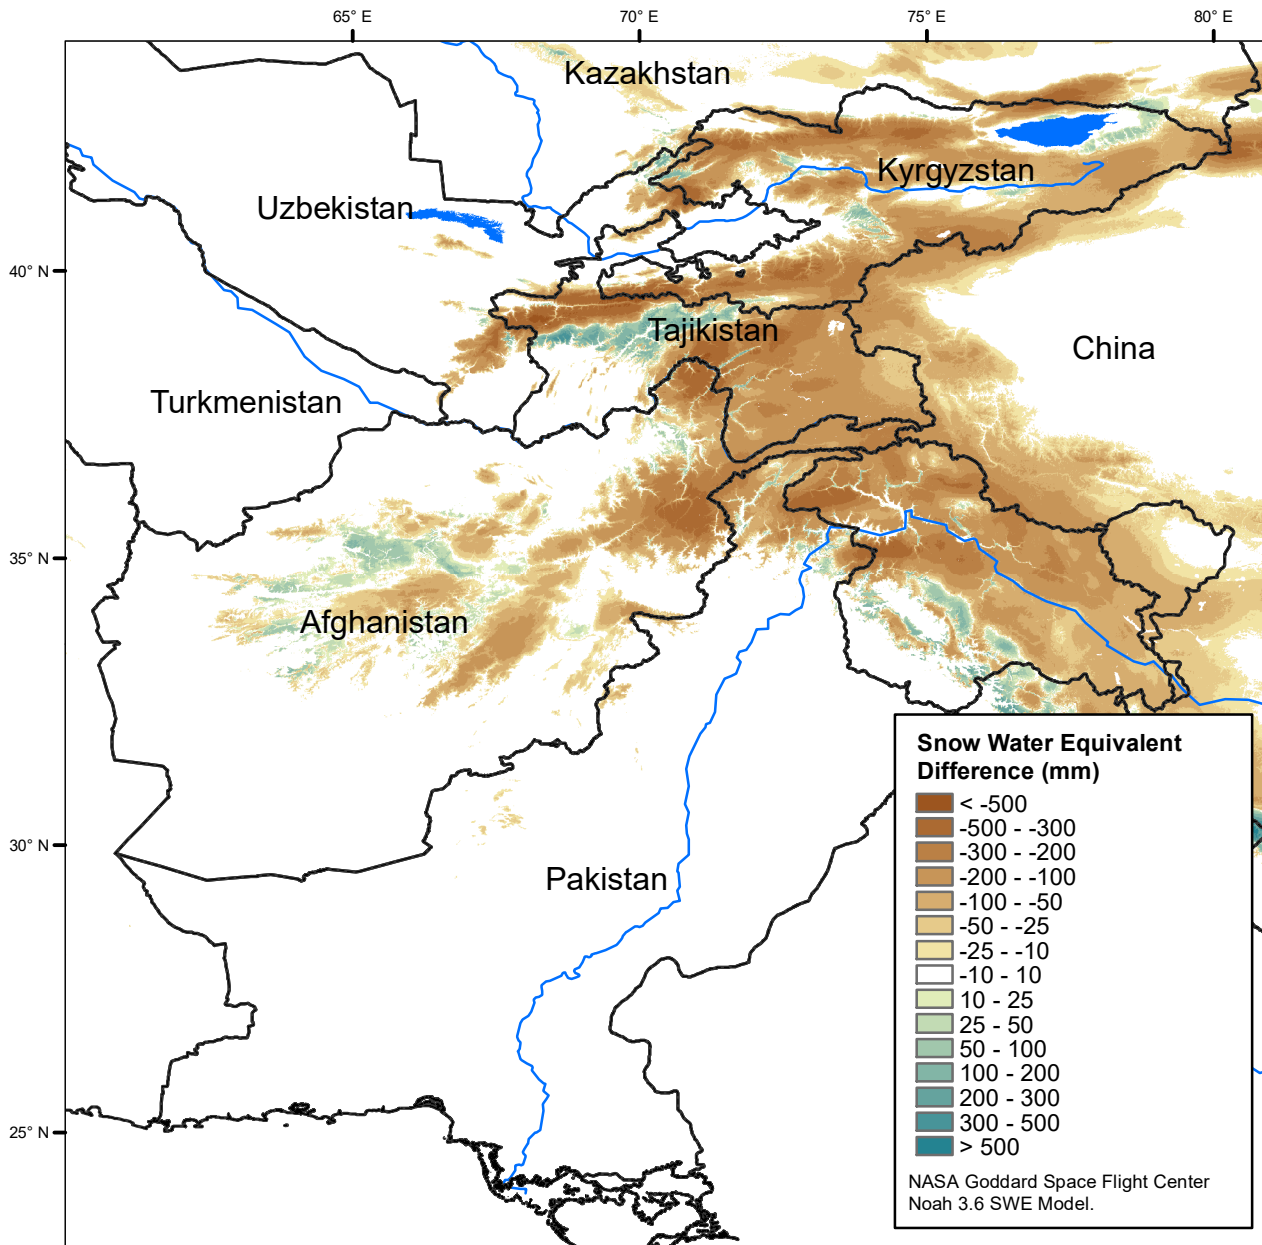 65° E
70° E
75° E
80° E
Kazakhstan
Kyrgyzstan
Uzbekistan
40° N
Tajikistan
China
Turkmenistan
35° N
Afghanistan
30° N
Pakistan
25° N
Snow Water Equivalent
Difference (mm)
< -500
-500 - -300
-300 - -200
-200 - -100
-100 - -50
-50 - -25
-25 - -10
-10 - 10
10 - 25
25 - 50
50 - 100
100 - 200
200 - 300
300 - 500
> 500
NASA Goddard Space Flight Center
Noah 3.6 SWE Model.